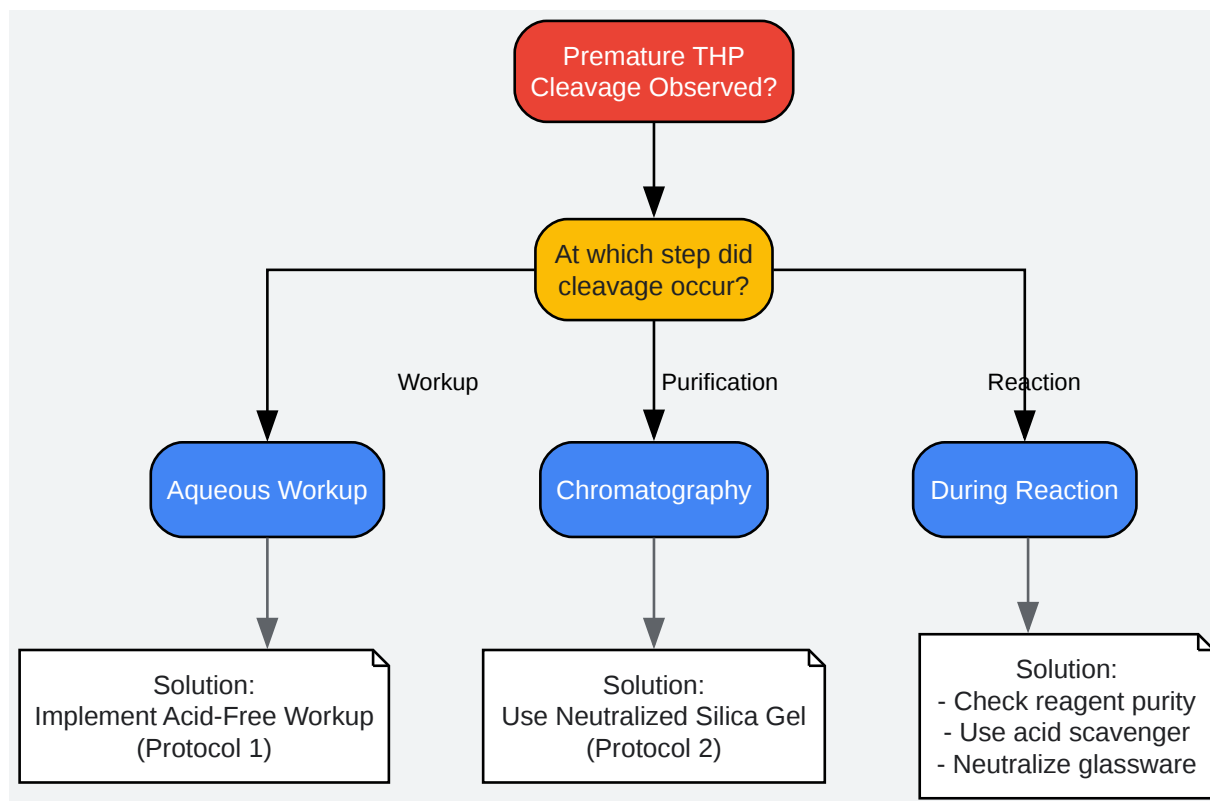 Premature THP
Cleavage Observed?
At which step did
cleavage occur?
Workup
Purification
Reaction
Aqueous Workup
Chromatography
During Reaction
Solution:
Implement Acid-Free Workup
(Protocol 1)
Solution:
Use Neutralized Silica Gel
(Protocol 2)
Solution:
- Check reagent purity
- Use acid scavenger
- Neutralize glassware